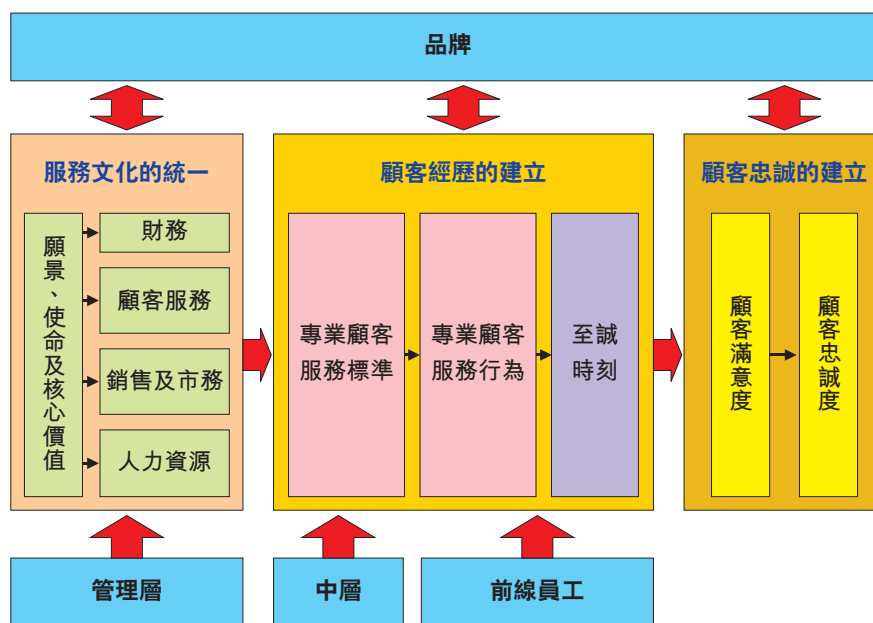 品牌
服務文化的統一
願景、使命及核心價值
財務
顧客服務
銷售及市務
人力資源
顧客經歷的建立
專業顧客
服務標準
專業顧客
服務行為
至誠
時刻
顧客忠誠的建立
顧客滿意度
顧客忠誠度
管理層
中層
前線員工